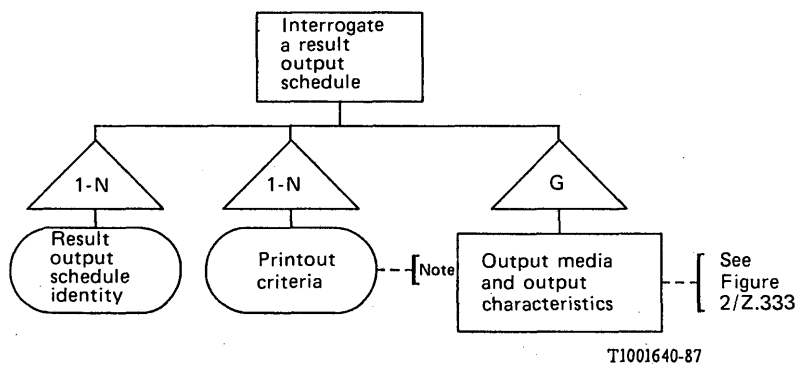 Interrogate
a result
output
schedule
1-N
1-N
G
Result
output
schedule
identity
Printout
criteria
Note
Output media
and output
characteristics
See
Figure
2/Z.333
T1001640-87